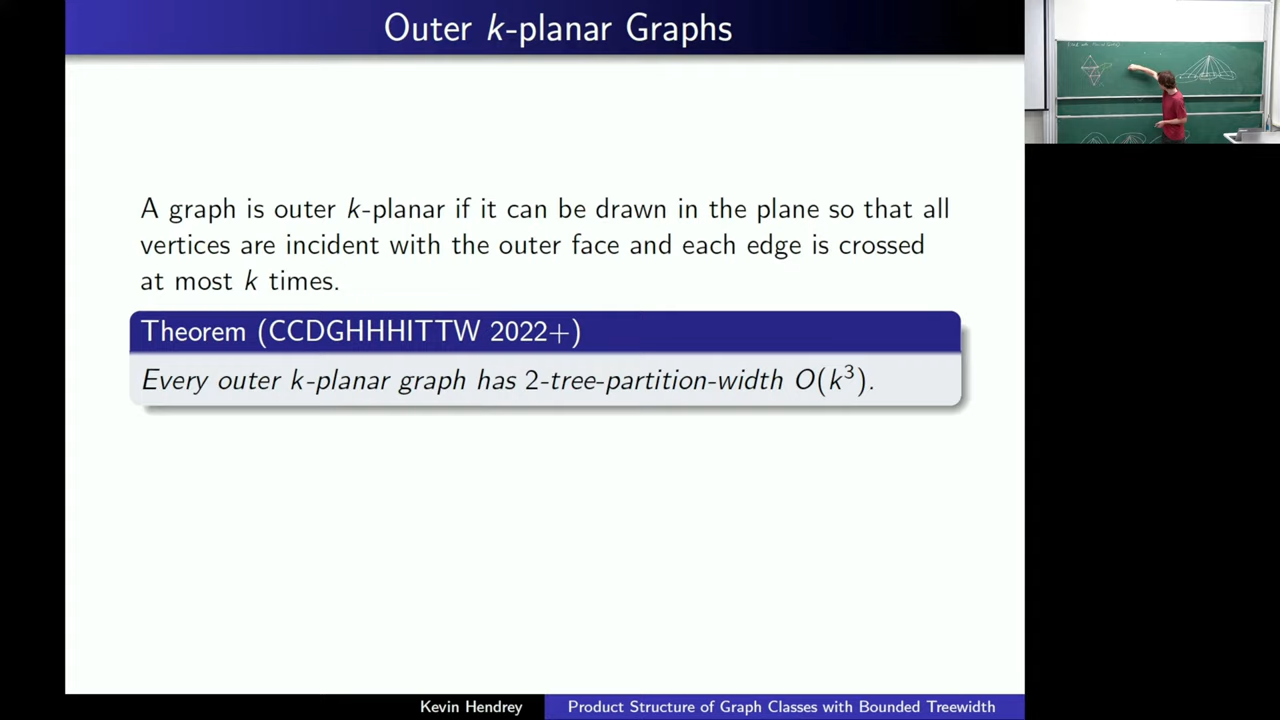 Outer k-planar Graphs
A graph is outer k-planar if it can be drawn in the plane so that all
vertices are incident with the outer face and each edge is crossed
at most k times.
Theorem (CCDGHHHITTW 2022+)
Every outer k-planar graph has 2-tree-partition-width O(k³).
Kevin Hendrey
Product Structure of Graph Classes with Bounded Treewidth